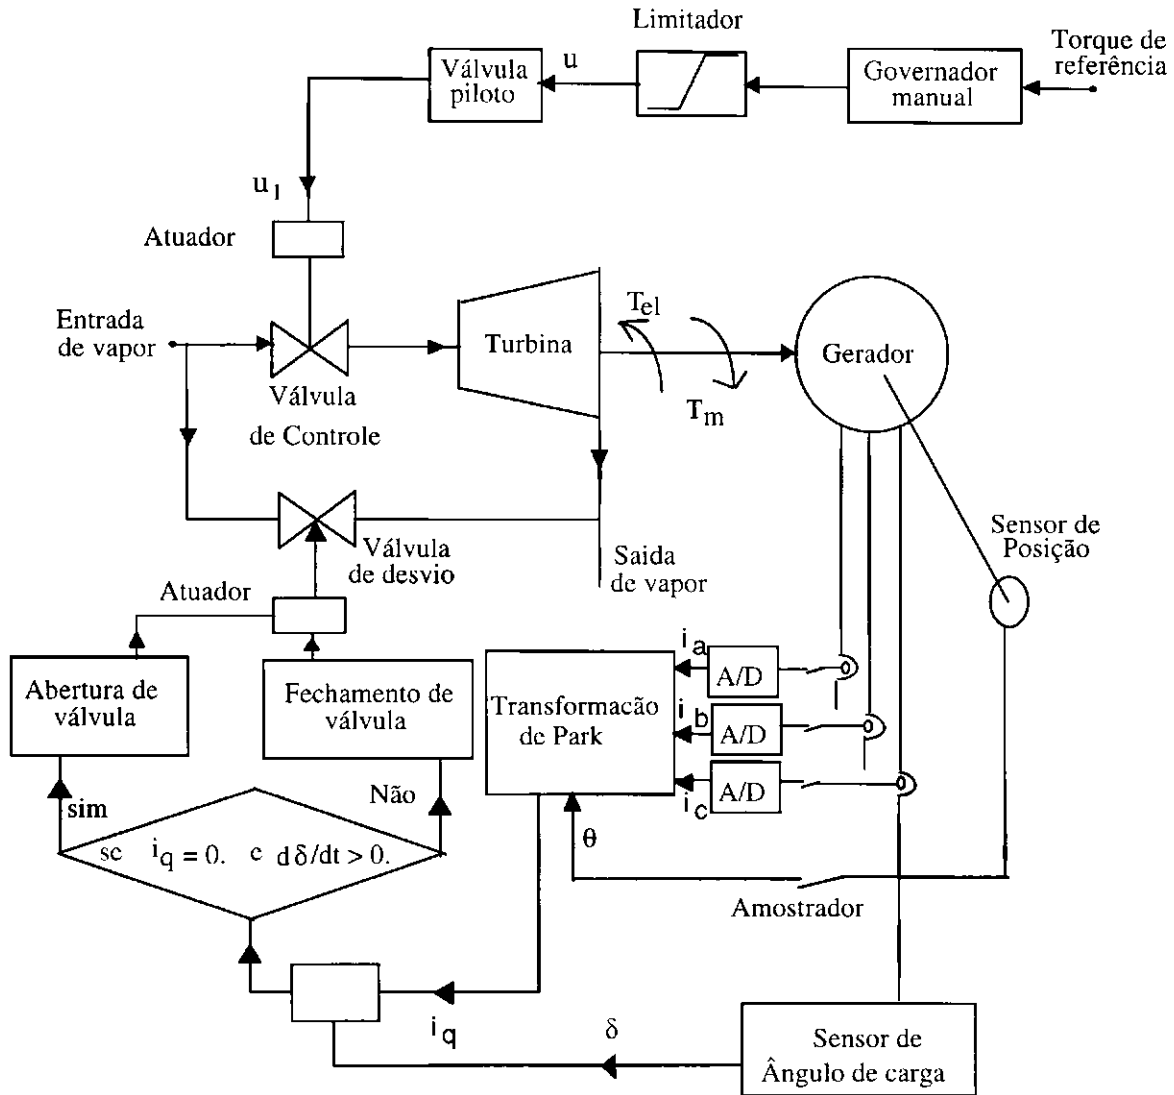 Limitador
Torque de
referência
u
Válvula
piloto
Governador
manual
u1
Atuador
Entrada
de vapor
Turbina
Tel
Tm
Gerador
Válvula
de Controle
Válvula
de desvio
Saida
de vapor
Sensor de
Posição
Atuador
Abertura de
válvula
Fechamento de
válvula
Transformacão
de Park
ia
A/D
ib
A/D
ic
A/D
sim
Não
θ
se iq = 0. e dδ/dt > 0.
Amostrador
iq
δ
Sensor de
Ângulo de carga